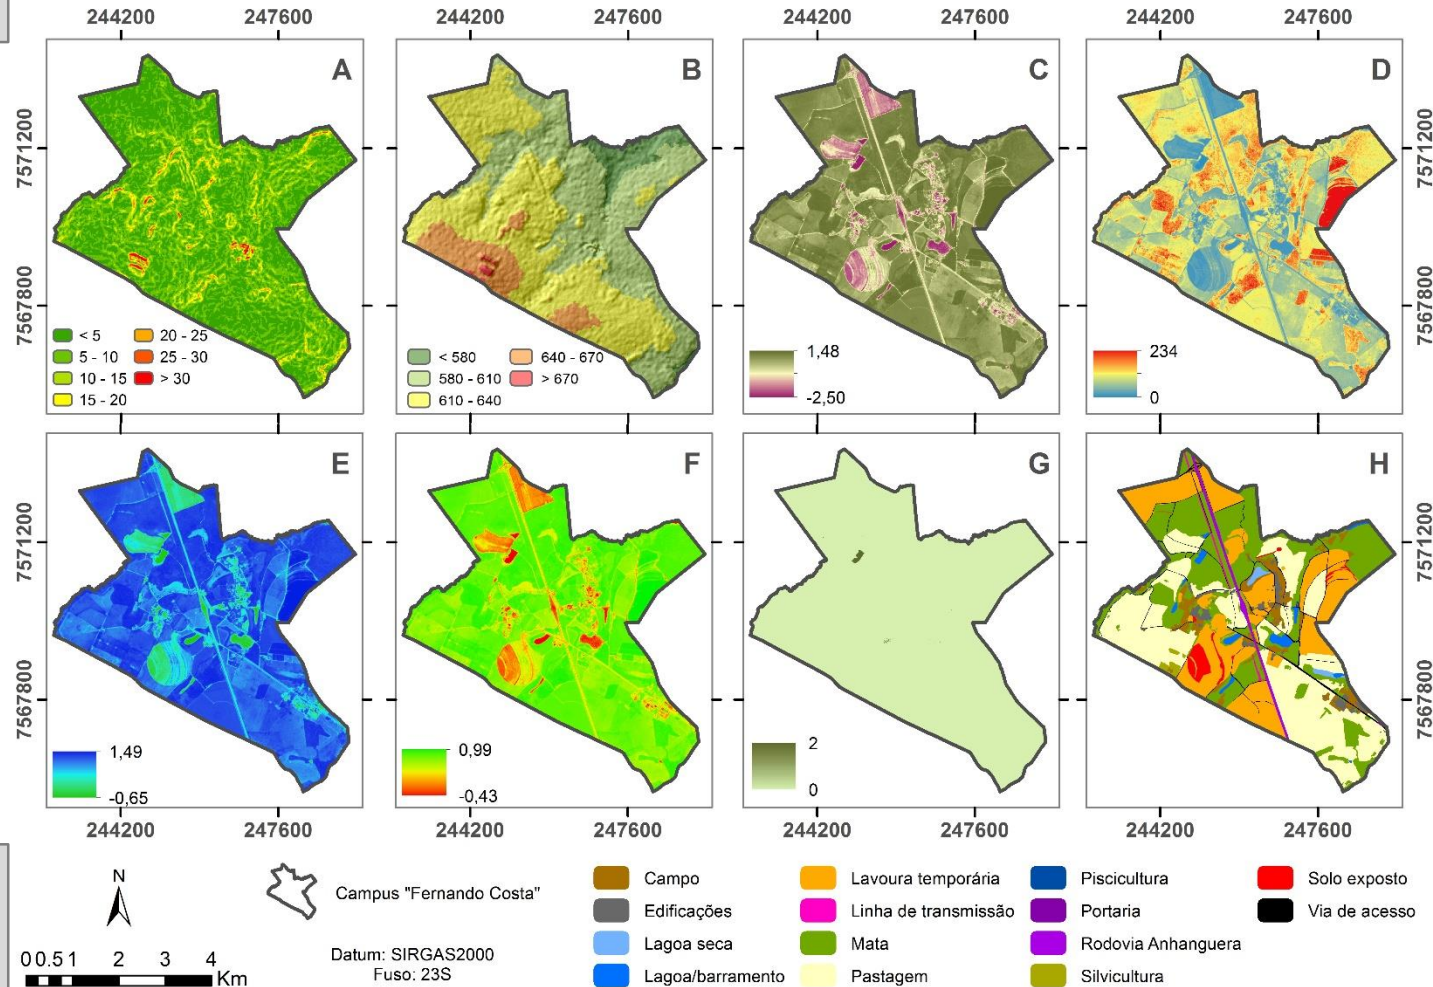 244200 247600 244200 247600 244200 247600 244200 247600
A B C D
7571200 7571200
7567800 7567800
< 5 20 - 25
5 - 10 25 - 30
10 - 15 > 30
15 - 20
< 580 640 - 670
580 - 610 > 670
610 - 640
1,48
-2,50
234
0
E F G H
7571200 7571200
7567800 7567800
1,49
-0,65
0,99
-0,43
2
0
244200 247600 244200 247600 244200 247600 244200 247600
N
0 0.5 1 2 3 4
Km
Campus "Fernando Costa"
Datum: SIRGAS2000
Fuso: 23S
Campo
Edificações
Lagoa seca
Lagoa/barramento
Lavoura temporária
Linha de transmissão
Mata
Pastagem
Piscicultura
Portaria
Rodovia Anhanguera
Silvicultura
Solo exposto
Via de acesso